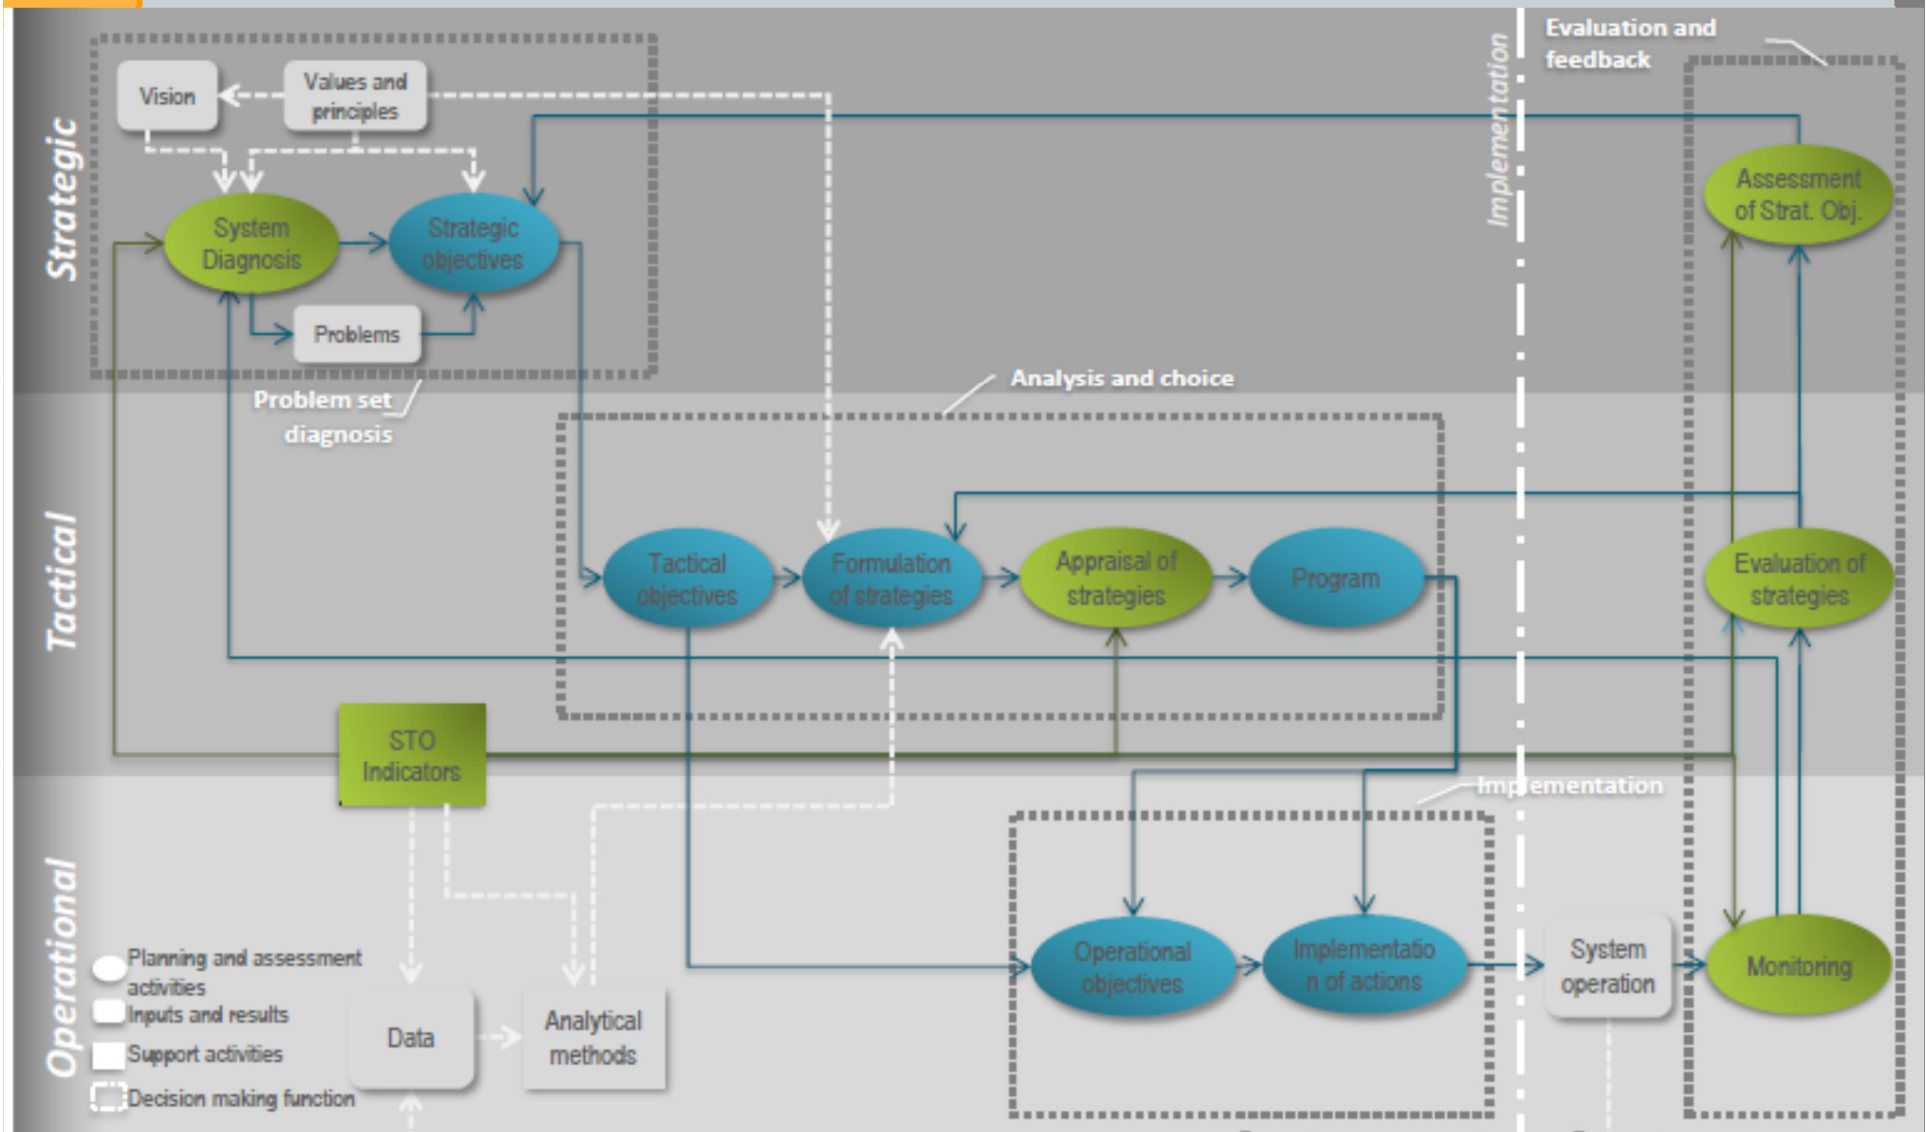 Evaluation and
feedback
Implementation
Strategic
Vision
Values and
principles
Assessment
of Strat. Obj.
System
Diagnosis
Strategic
objectives
Problems
Problem set
diagnosis
Analysis and choice
Tactical
Tactical
objectives
Formulation
of strategies
Appraisal of
strategies
Program
Evaluation of
strategies
STO
Indicators
Implementation
Operational
Operational
objectives
Implementatio
n of actions
System
operation
Monitoring
Planning and assessment
activities
Inputs and results
Support activities
Decision making function
Data
Analytical
methods